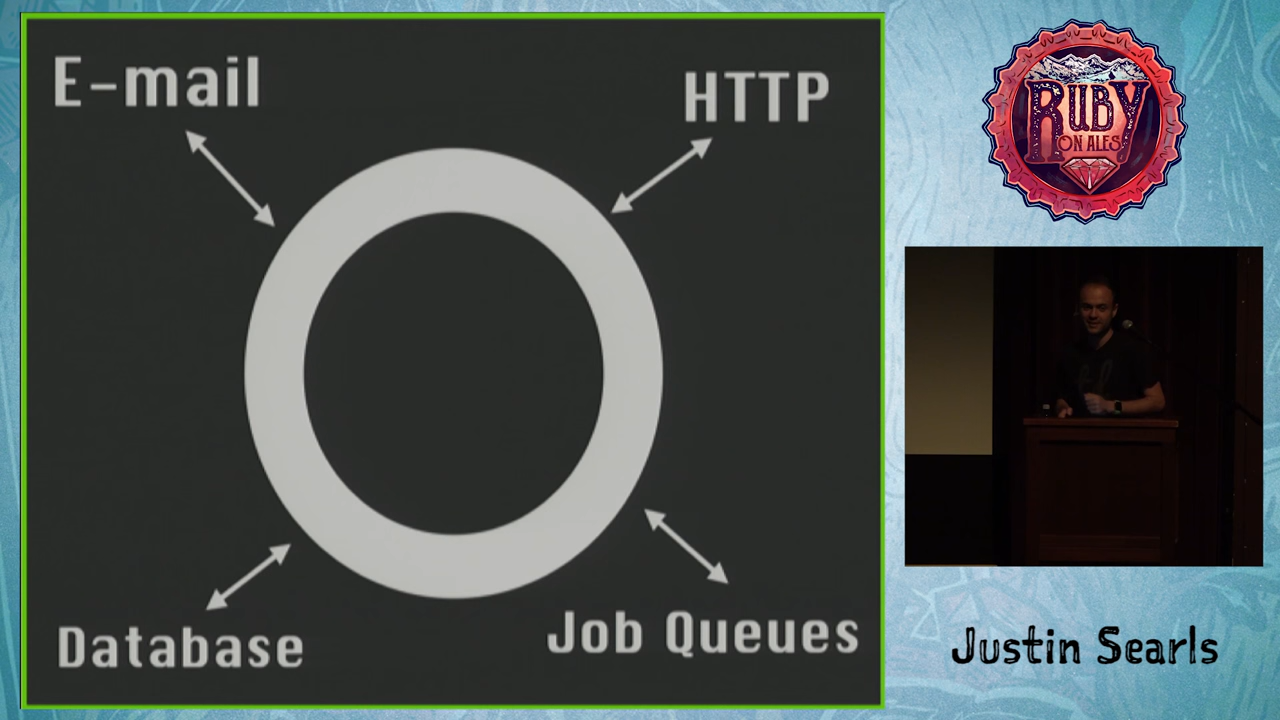 E-mail
HTTP
Database
Job Queues
RUBY
ON ALES
Justin Searls